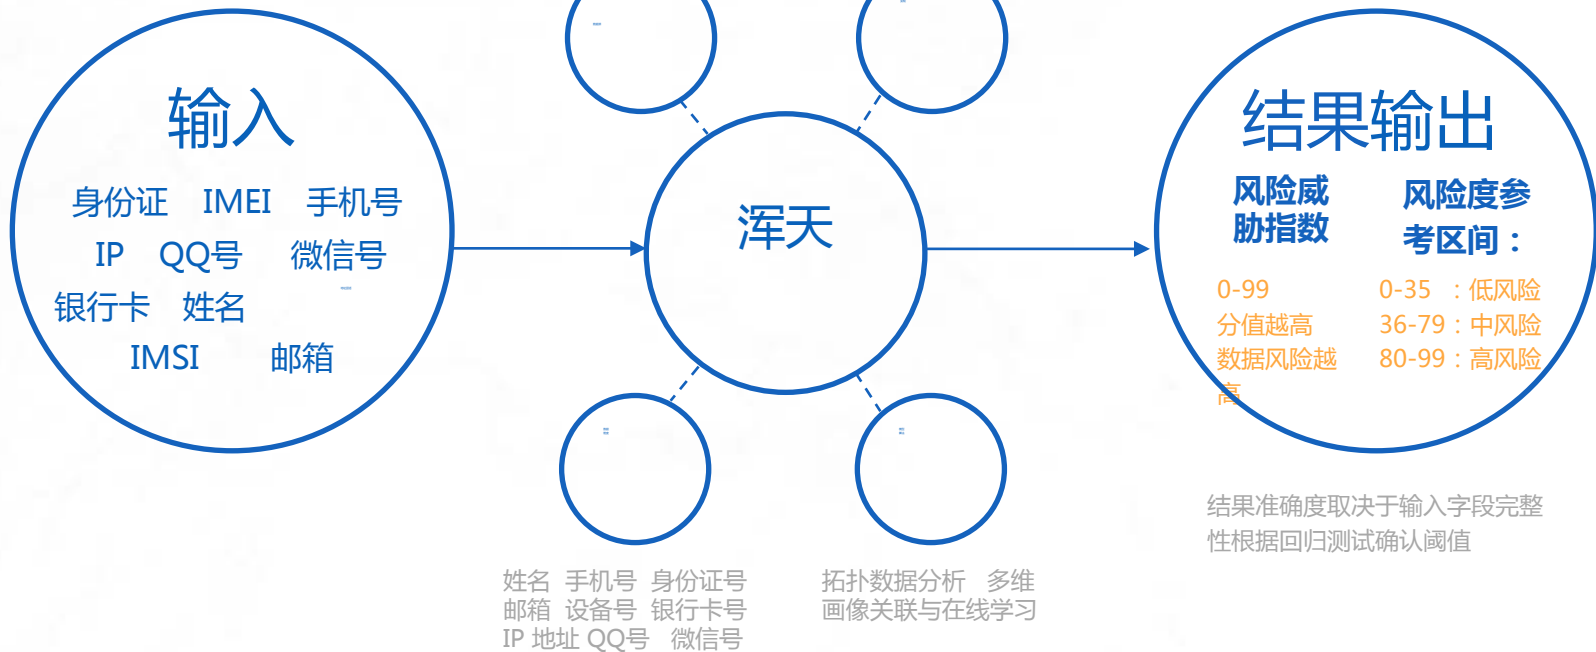 输入
身份证 IMEI 手机号
IP QQ号 微信号
银行卡 姓名
IMSI 邮箱
浑天
结果输出
风险威
胁指数
0-99
分值越高
数据风险越
高
风险度参
考区间：
0-35 ：低风险
36-79：中风险
80-99：高风险
姓名 手机号 身份证号
邮箱 设备号 银行卡号
IP 地址 QQ号 微信号
拓扑数据分析 多维
画像关联与在线学习
结果准确度取决于输入字段完整
性根据回归测试确认阈值